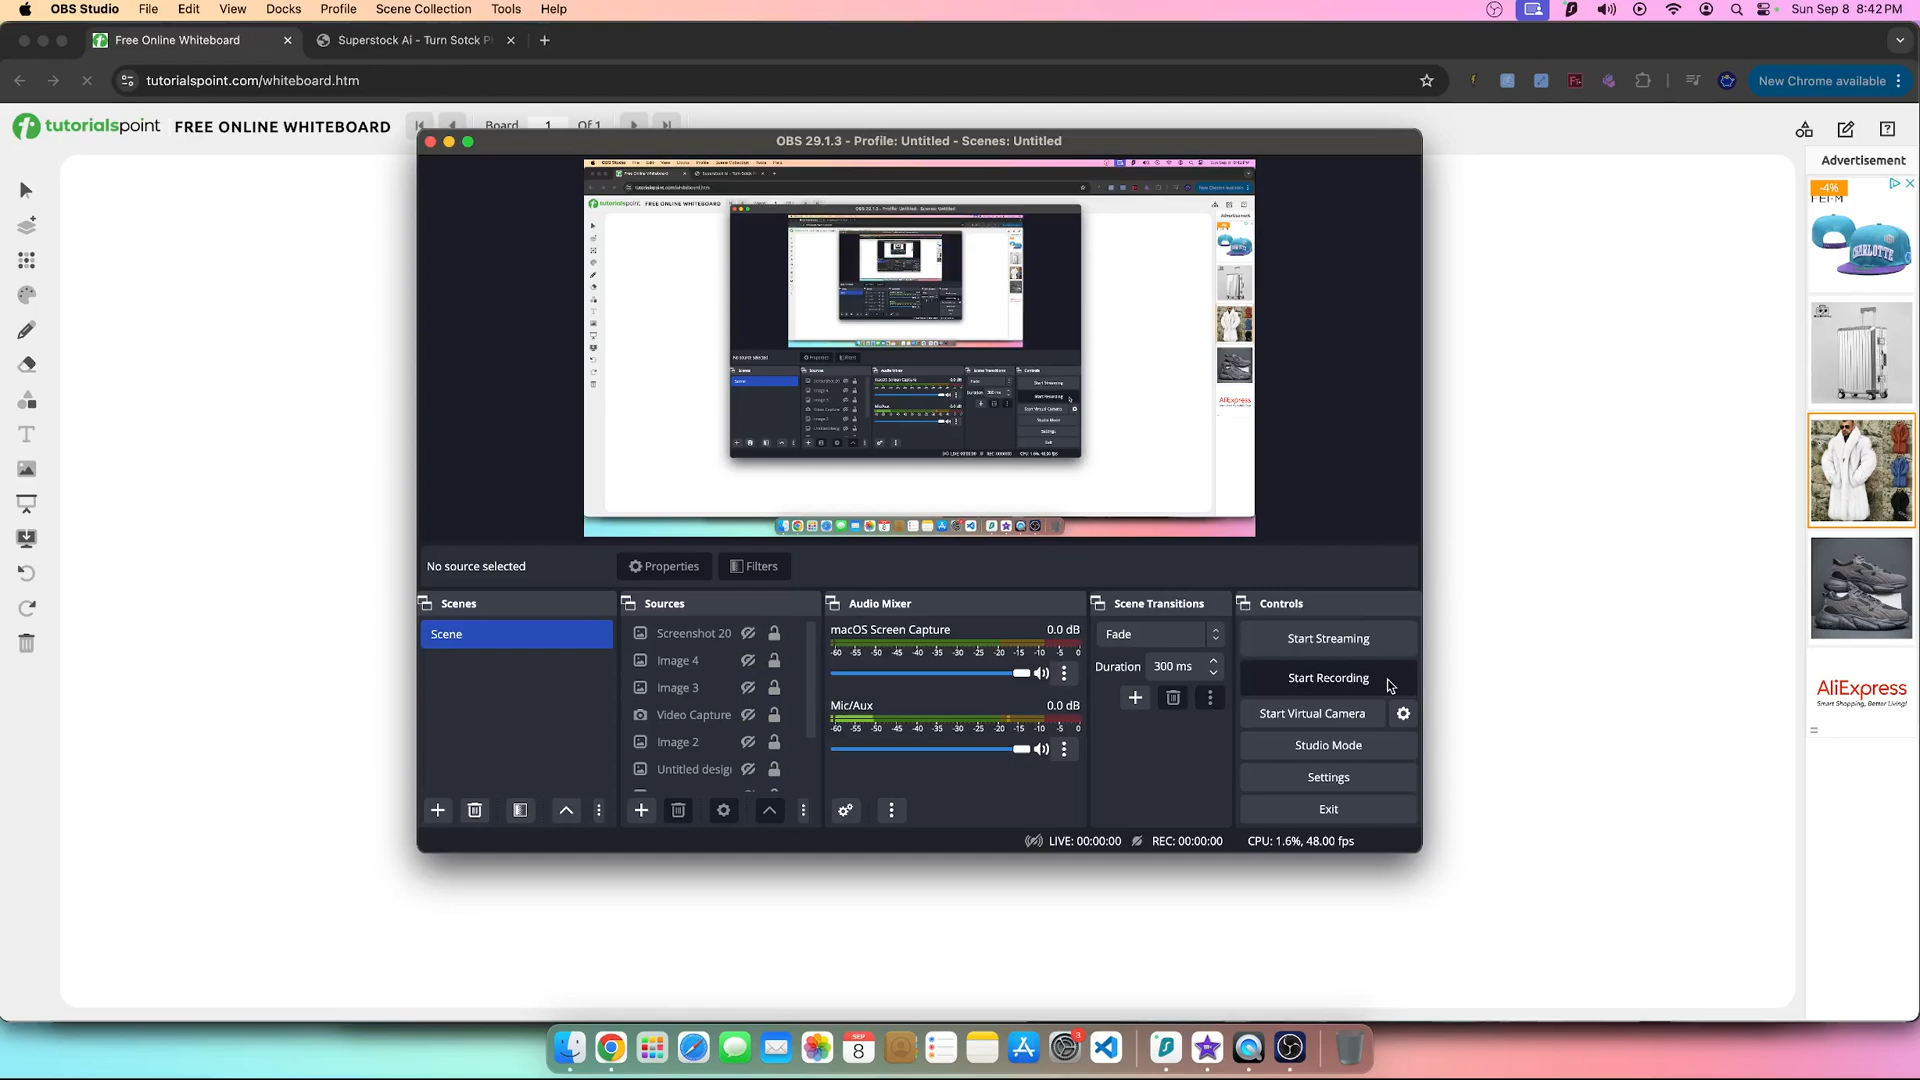 OBS Studio File Edit View Docks Profile Scene Collection Tools Help Sun Sep 8 8:42 PM
Free Online Whiteboard Superstock Ai - Turn Sotck P
tutorialspoint.com/whiteboard.htm New Chrome available
tutorialspoint FREE ONLINE WHITEBOARD Board 1 Of 1
OBS 29.1.3 - Profile: Untitled - Scenes: Untitled
Advertisement
-4%
CHARLOTTE
AliExpress
Smart Shopping, Better Living!
No source selected Properties Filters
Scenes Sources Audio Mixer Scene Transitions Controls
Scene
Screenshot 20
Image 4
Image 3
Video Capture
Image 2
Untitled desig
macOS Screen Capture 0.0 dB
-60 -55 -50 -45 -40 -35 -30 -25 -20 -15 -10 -5 0
Mic/Aux 0.0 dB
-60 -55 -50 -45 -40 -35 -30 -25 -20 -15 -10 -5 0
Fade
Duration 300 ms
Start Streaming
Start Recording
Start Virtual Camera
Studio Mode
Settings
Exit
LIVE: 00:00:00 REC: 00:00:00 CPU: 1.6%, 48.00 fps
SEP
8
3